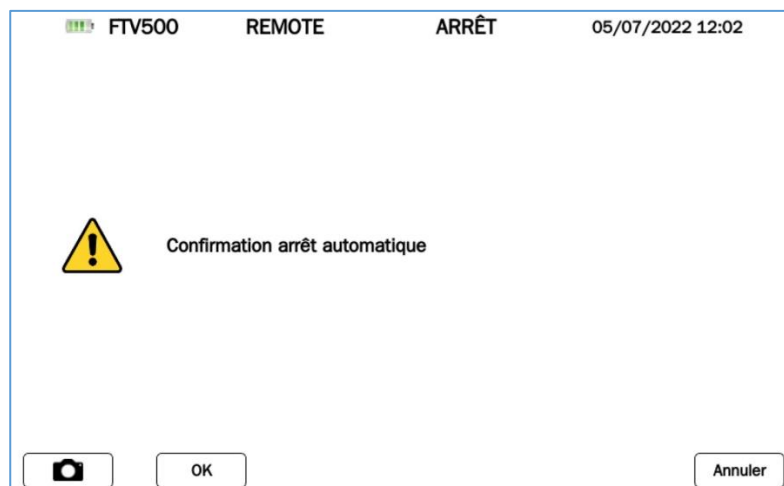 FTV500 REMOTE ARRÊT 05/07/2022 12:02
Confirmation arrêt automatique
OK Annuler